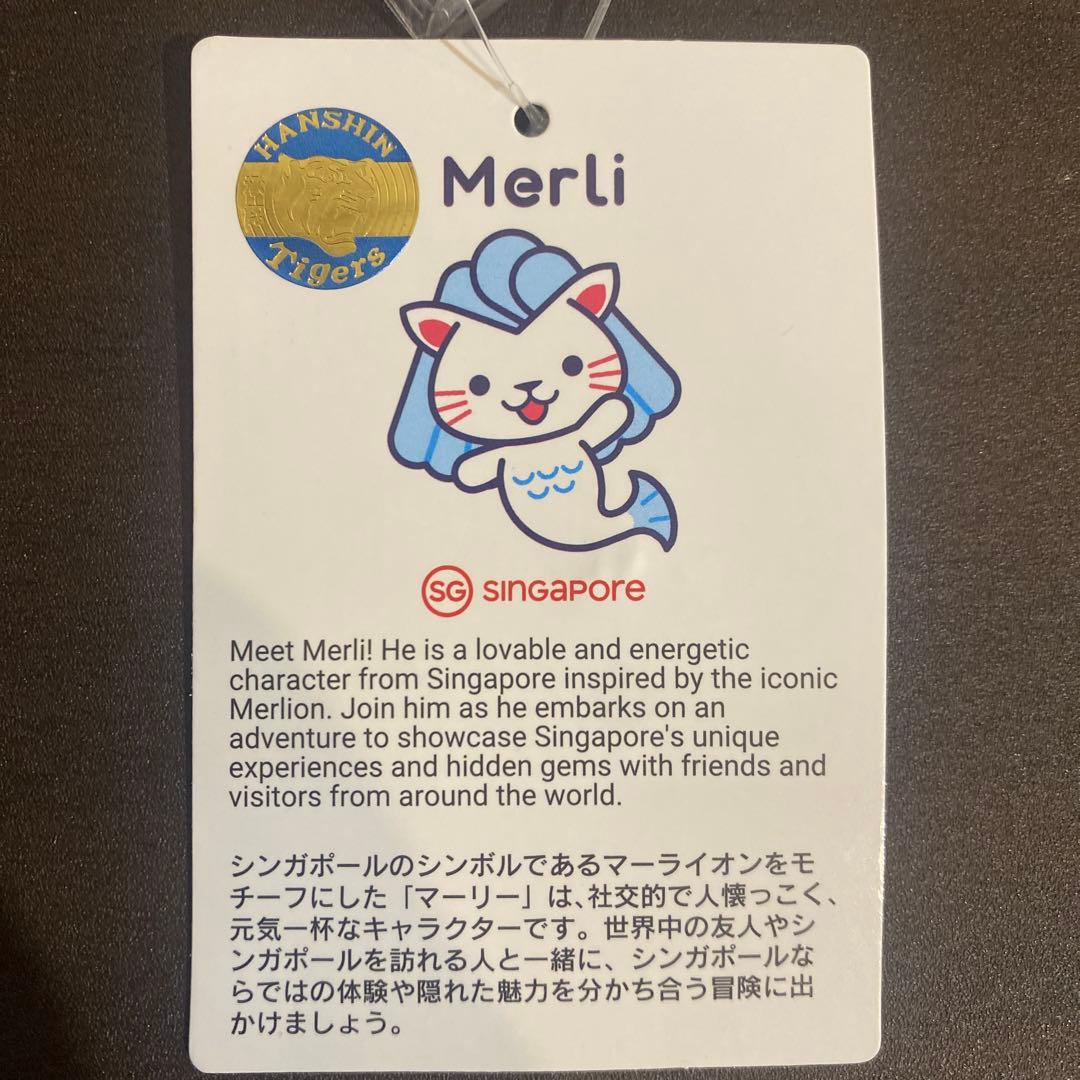 HANSHIN
Tigers
Merli
SG SINGAPORE
Meet Merli! He is a lovable and energetic
character from Singapore inspired by the iconic
Merlion. Join him as he embarks on an
adventure to showcase Singapore's unique
experiences and hidden gems with friends and
visitors from around the world.
シンガポールのシンボルであるマーライオンをモ
チーフにした「マーリー」は、社交的で人懐っこく、
元気一杯なキャラクターです。世界中の友人やシ
ンガポールを訪れる人と一緒に、シンガポールな
らではの体験や隠れた魅力を分かち合う冒険に出
かけましょう。